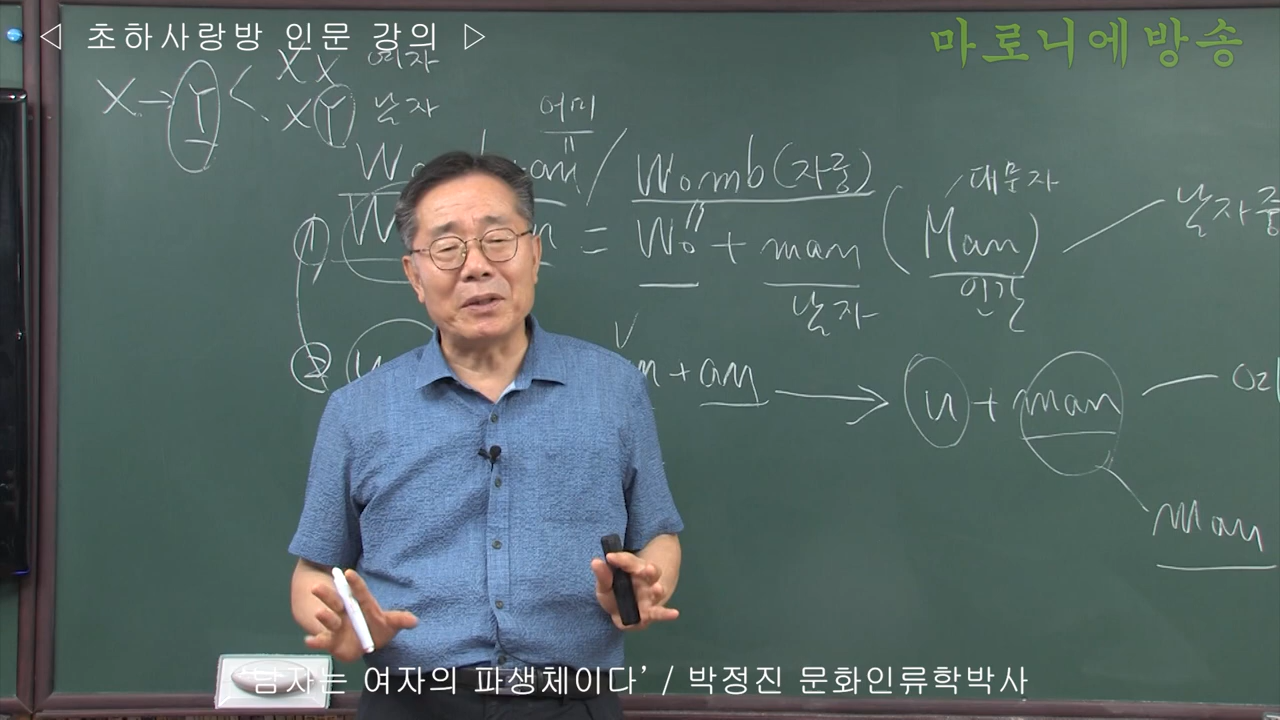 ◁ 초하사랑방 인문 강의 ▷
마로니에방송
X → Y < XX 여자
XY 남자
어미
Womb(자궁)
대문자
① = Wo + man (Man) 남자중
남자
인간
② + an → u + man
man
'남자는 여자의 파생체이다' / 박정진 문화인류학박사